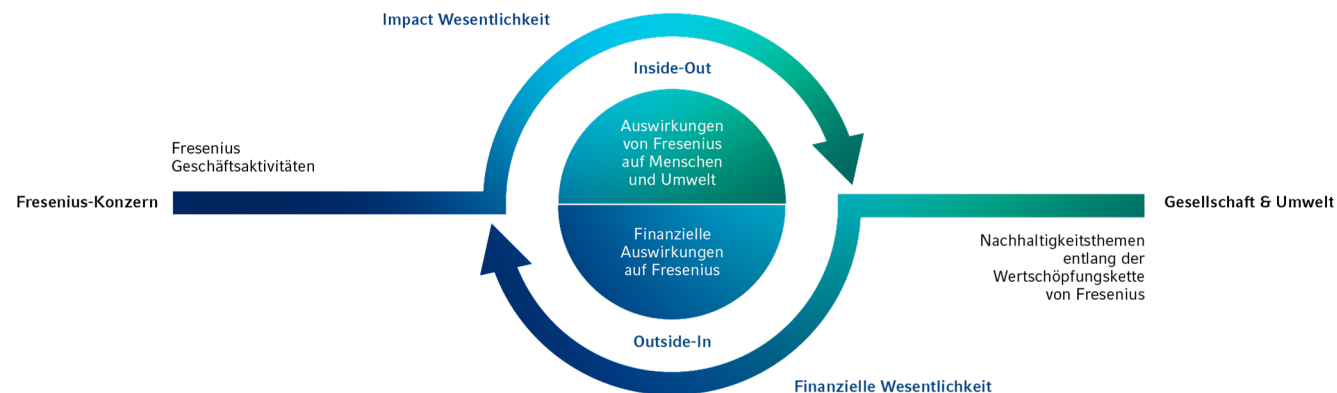 Impact Wesentlichkeit
Inside-Out
Auswirkungen
von Fresenius
auf Menschen
und Umwelt
Fresenius
Geschäftsaktivitäten
Fresenius-Konzern
Gesellschaft & Umwelt
Finanzielle
Auswirkungen
auf Fresenius
Nachhaltigkeitsthemen
entlang der
Wertschöpfungskette
von Fresenius
Outside-In
Finanzielle Wesentlichkeit